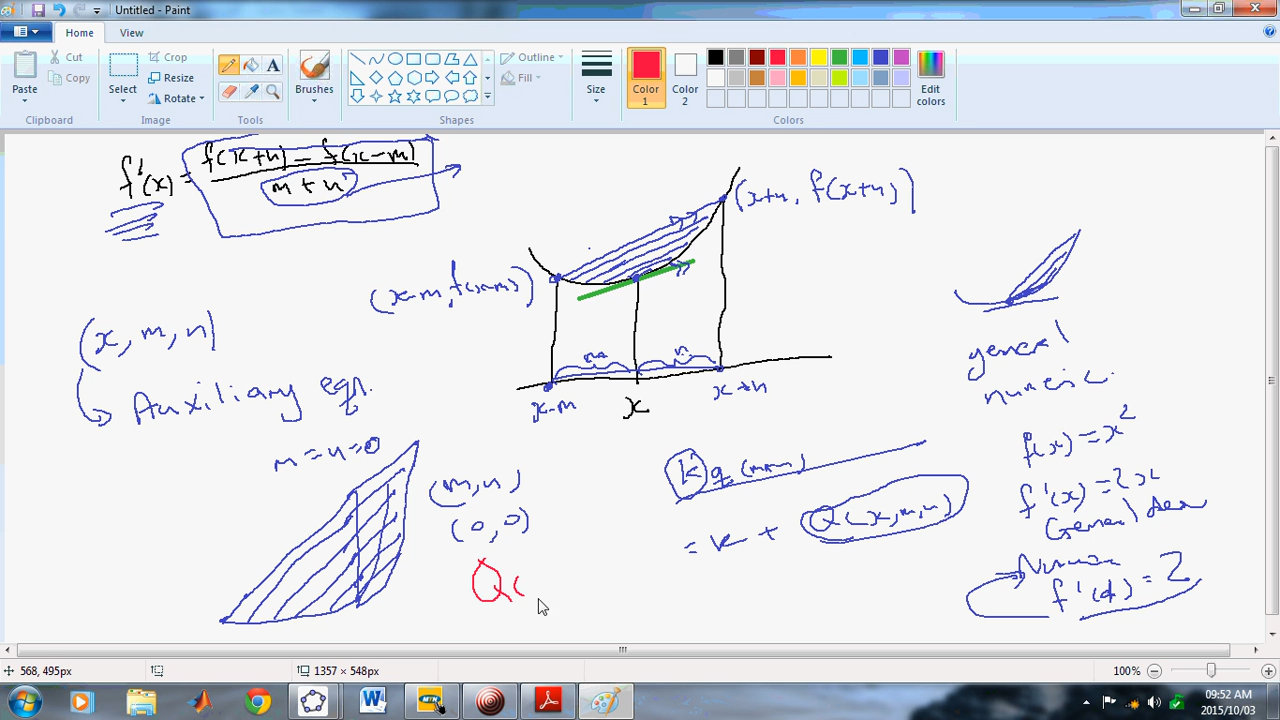 Untitled - Paint
Home
View
Paste
Cut
Copy
Clipboard
Select
Crop
Resize
Rotate
Image
Tools
Brushes
Shapes
Outline
Fill
Size
Color 1
Color 2
Colors
Edit colors
f'(x) = f(x+n) - f(x-m)
m + n
(x+n, f(x+n))
(x-m, f(x-m))
m
n
x-m
x
x+n
(x, m, n)
Auxiliary eqn.
m = n = 0
(m, n)
(0, 0)
Q(
k q (m+n)
= k + Q(x, m, n)
general
numeric.
f(x) = x²
f'(x) = 2x
General
f'( ) = 2
568, 495px
1357 × 548px
100%
09:52 AM
2015/10/03